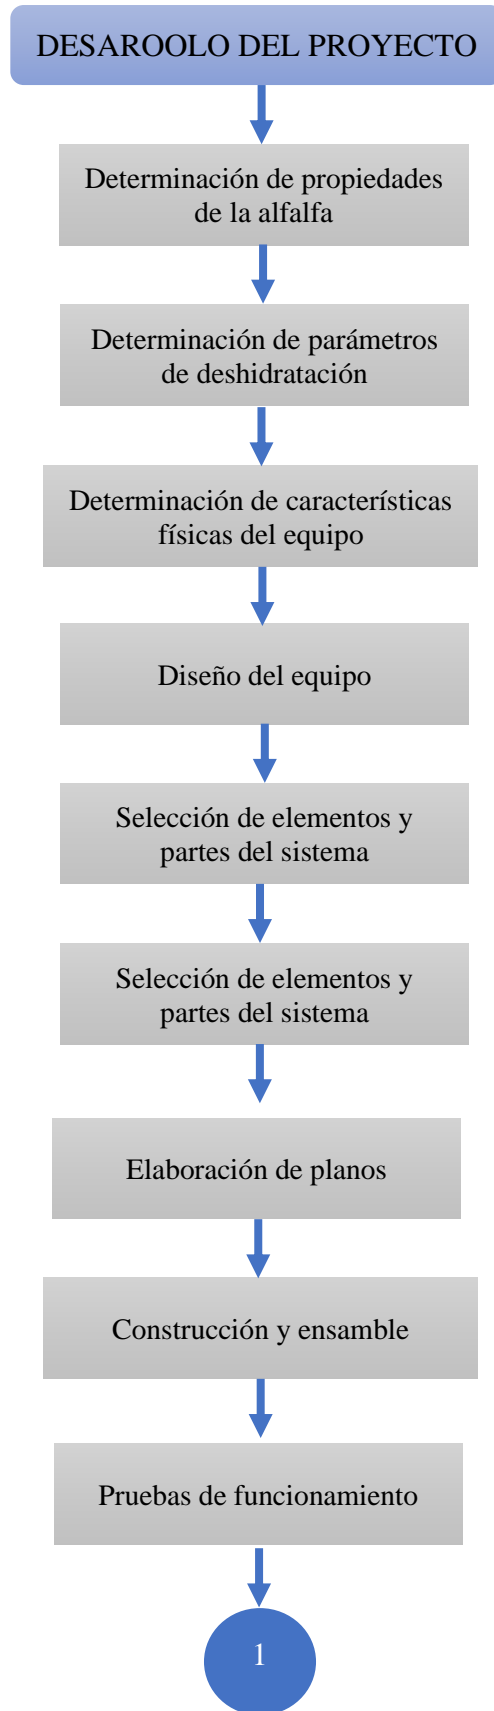 DESAROOLO DEL PROYECTO
Determinación de propiedades
de la alfalfa
Determinación de parámetros
de deshidratación
Determinación de características
físicas del equipo
Diseño del equipo
Selección de elementos y
partes del sistema
Selección de elementos y
partes del sistema
Elaboración de planos
Construcción y ensamble
Pruebas de funcionamiento
1